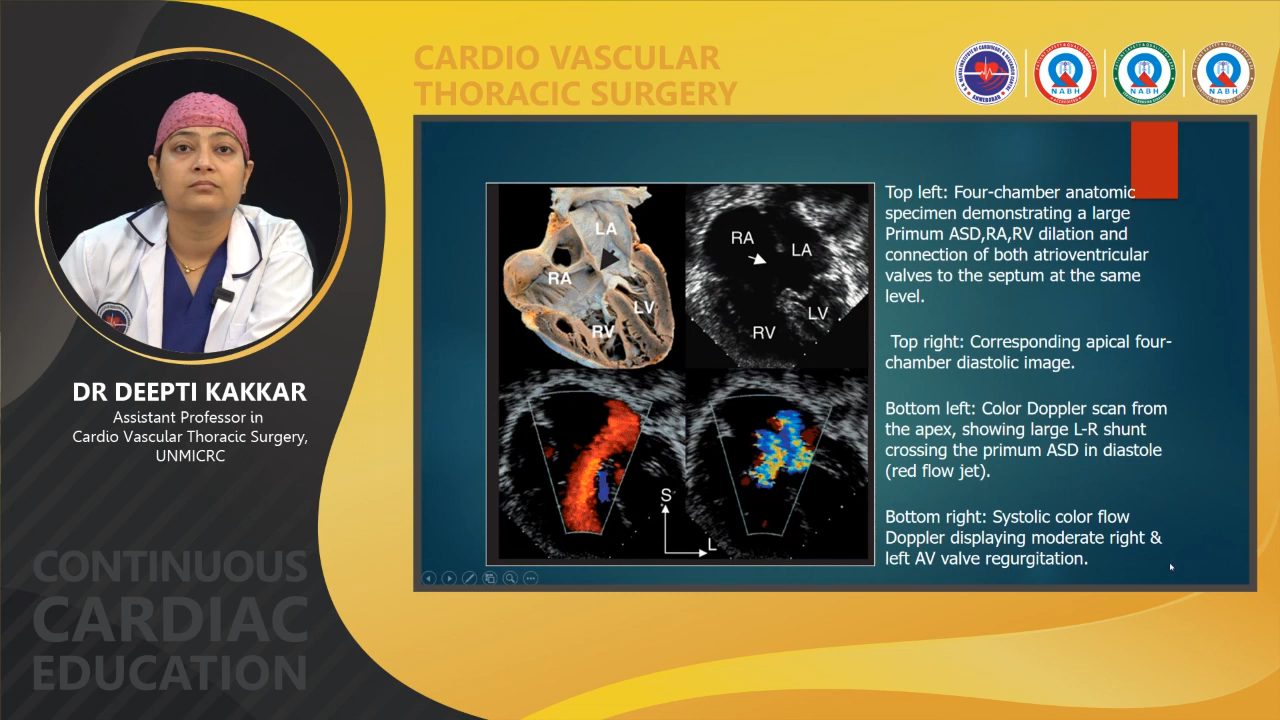 CARDIO VASCULAR
THORACIC SURGERY
NABH
NABH
NABH
DR DEEPTI KAKKAR
Assistant Professor in
Cardio Vascular Thoracic Surgery,
UNMICRC
CONTINUOUS
CARDIAC
EDUCATION
LA
RA
LV
RV
RA
LA
LV
RV
S
L
Top left: Four-chamber anatomic
specimen demonstrating a large
Primum ASD,RA,RV dilation and
connection of both atrioventricular
valves to the septum at the same
level.
Top right: Corresponding apical four-
chamber diastolic image.
Bottom left: Color Doppler scan from
the apex, showing large L-R shunt
crossing the primum ASD in diastole
(red flow jet).
Bottom right: Systolic color flow
Doppler displaying moderate right &
left AV valve regurgitation.